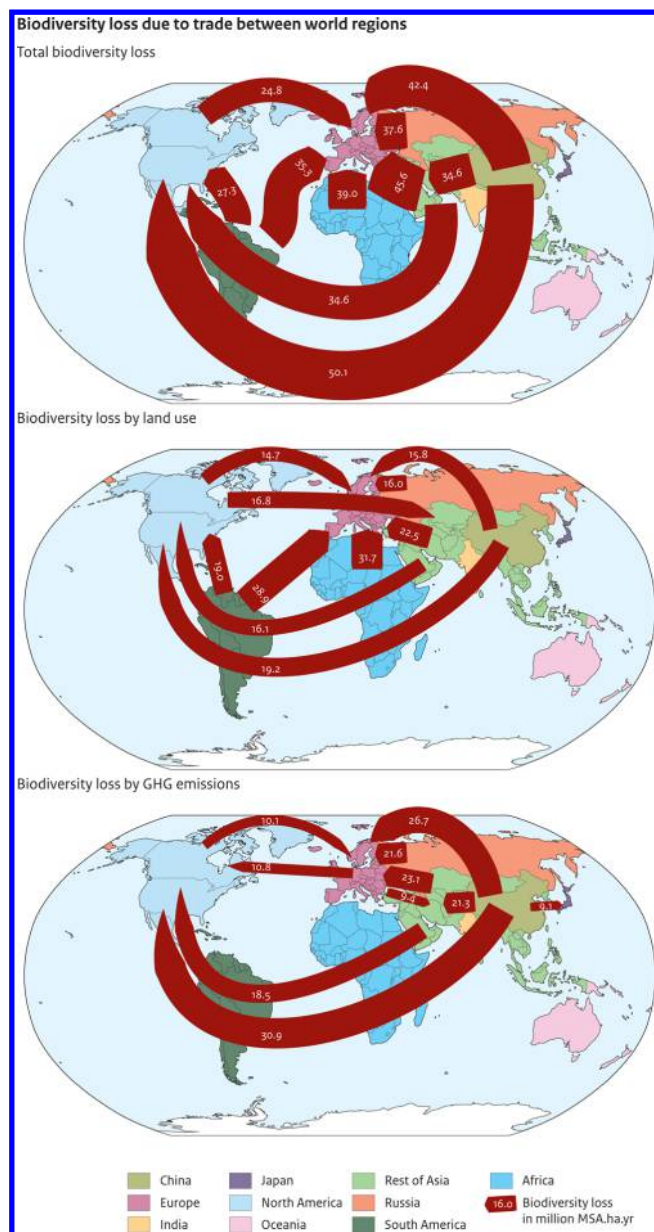 Biodiversity loss due to trade between world regions
Total biodiversity loss
24.8
42.4
37.6
35.3
27.3
39.0
45.6
34.6
34.6
50.1
Biodiversity loss by land use
14.7
15.8
16.0
16.8
22.5
31.7
19.0
28.9
16.1
19.2
Biodiversity loss by GHG emissions
10.1
26.7
21.6
10.8
23.1
9.4
21.3
9.1
18.5
30.9
China
Japan
Rest of Asia
Africa
Europe
North America
Russia
16.0 Biodiversity loss
in million MSA.ha.yr
India
Oceania
South America